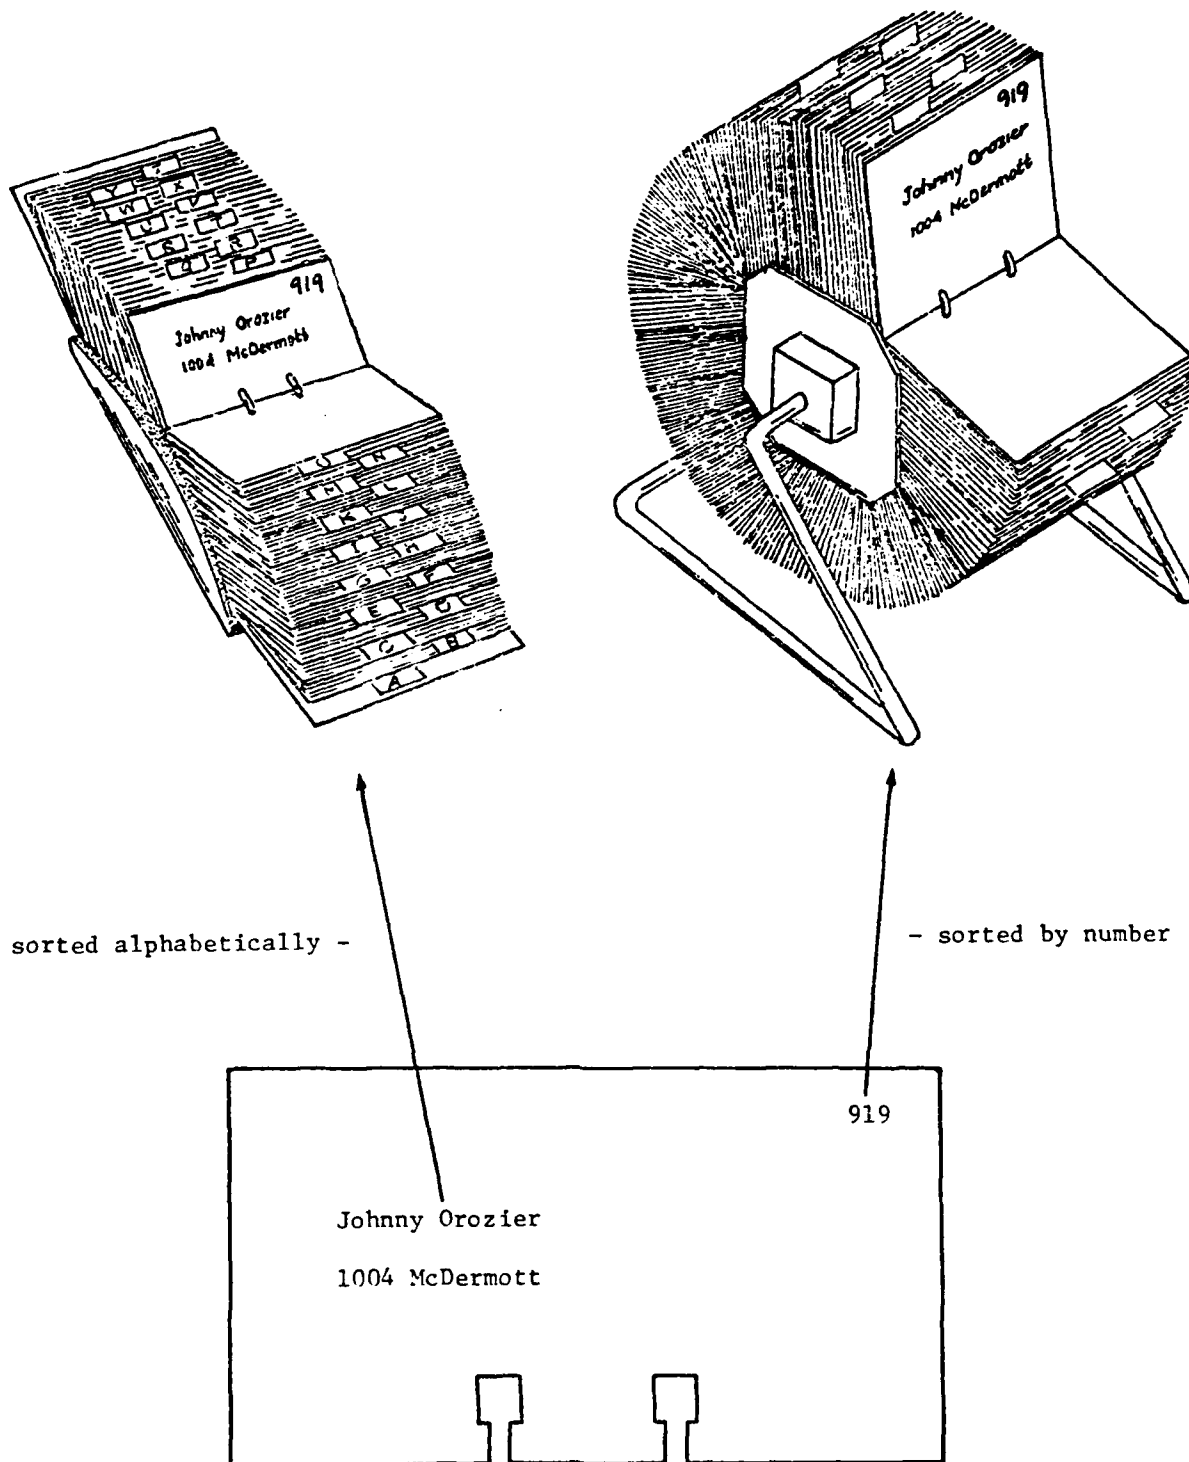 919
Johnny Orozier
1004 McDermott
919
Johnny Orozier
1004 McDermott
Y
W X
U V
S
Q
P
K J
I H
G F
E D
C B
A
sorted alphabetically -
- sorted by number
919
Johnny Orozier
1004 McDermott